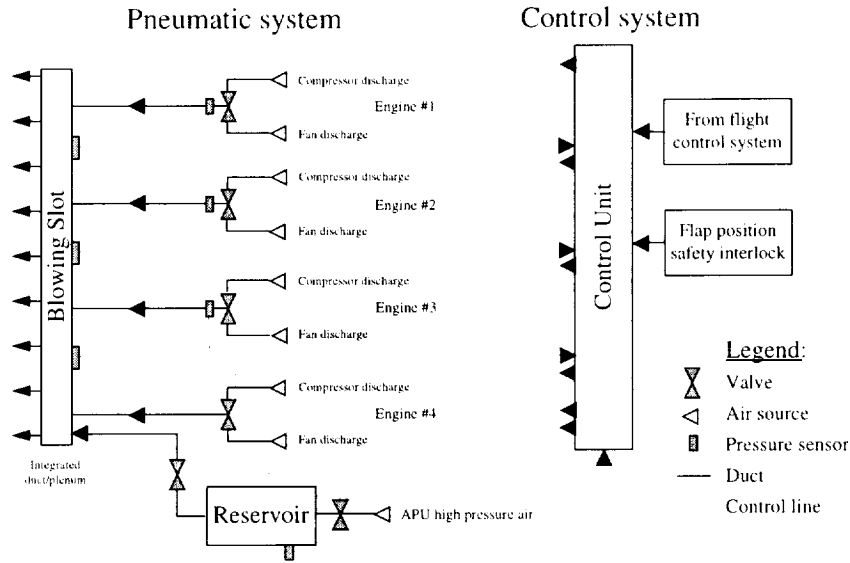 Pneumatic system
Control system
Compressor discharge
Engine #1
Fan discharge
Compressor discharge
Engine #2
Fan discharge
Compressor discharge
Engine #3
Fan discharge
Compressor discharge
Engine #4
Fan discharge
Blowing Slot
Integrated
duct/plenum
Reservoir
APU high pressure air
Control Unit
From flight
control system
Flap position
safety interlock
Legend:
Valve
Air source
Pressure sensor
Duct
Control line